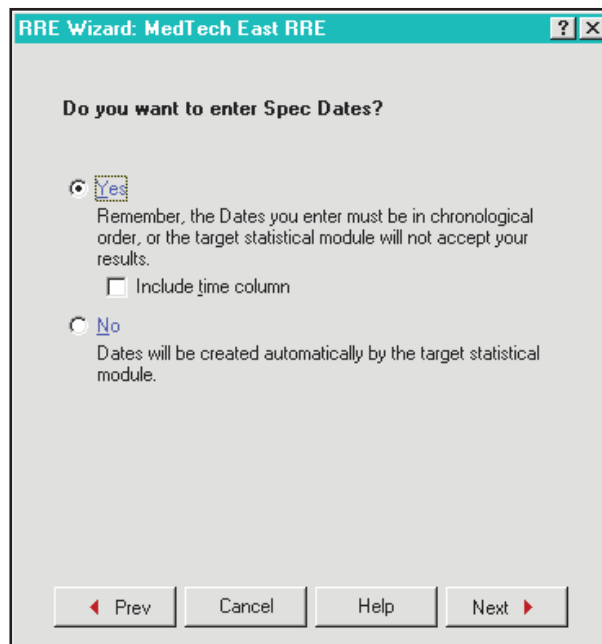 RRE Wizard: MedTech East RRE
? X
Do you want to enter Spec Dates?
Yes
Remember, the Dates you enter must be in chronological
order, or the target statistical module will not accept your
results.
Include time column
No
Dates will be created automatically by the target statistical
module.
Prev Cancel Help Next